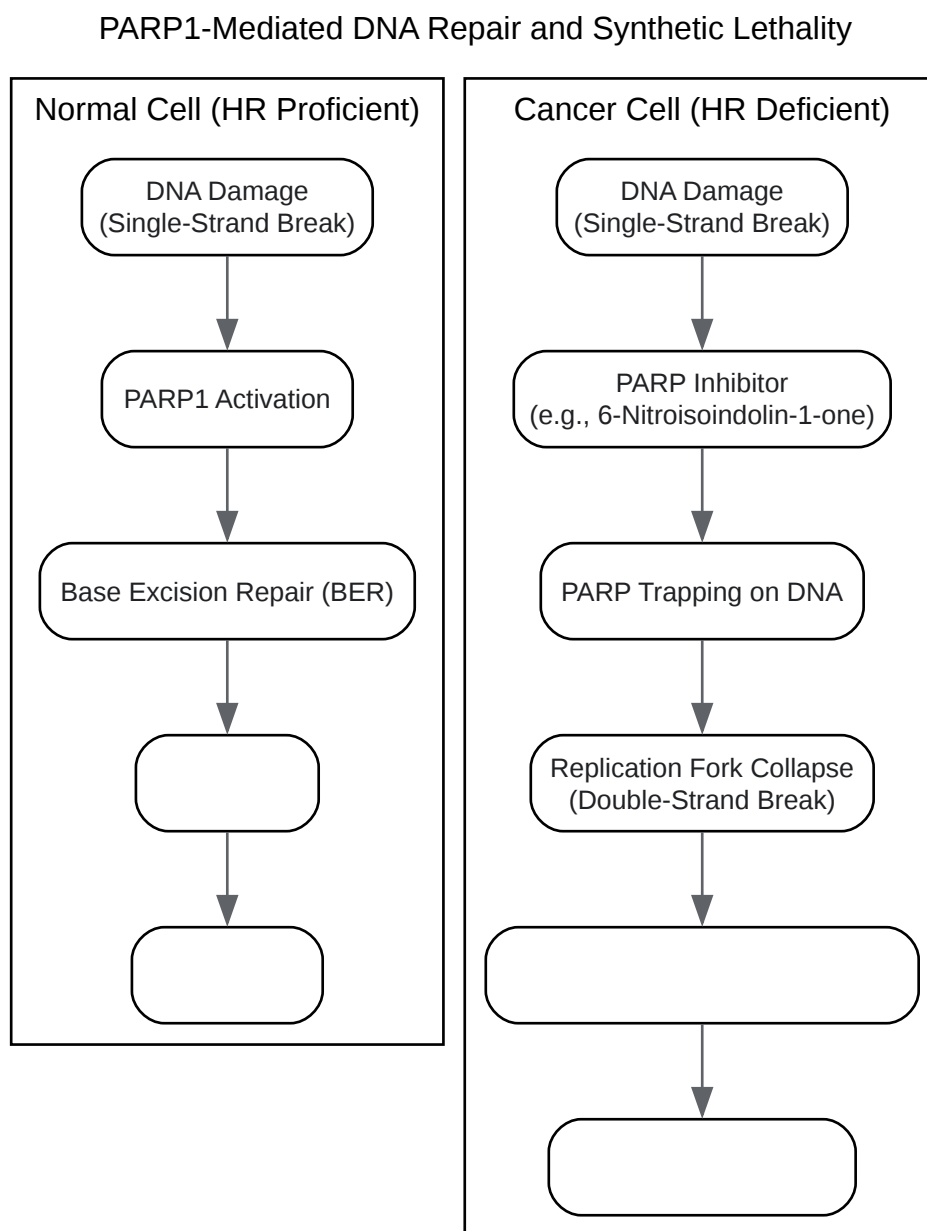 PARP1-Mediated DNA Repair and Synthetic Lethality
Normal Cell (HR Proficient)
DNA Damage
(Single-Strand Break)
PARP1 Activation
Base Excision Repair (BER)
Cancer Cell (HR Deficient)
DNA Damage
(Single-Strand Break)
PARP Inhibitor
(e.g., 6-Nitroisoindolin-1-one)
PARP Trapping on DNA
Replication Fork Collapse
(Double-Strand Break)